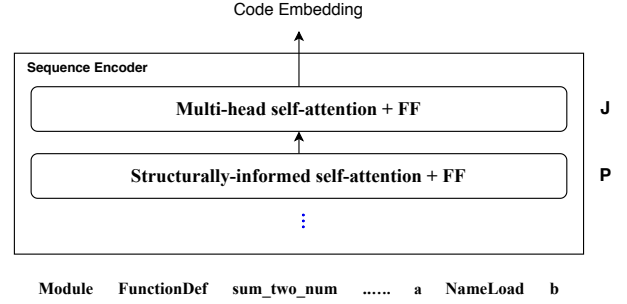 Code Embedding
Sequence Encoder
Multi-head self-attention + FF
J
Structurally-informed self-attention + FF
P
Module FunctionDef sum_two_num ....... a NameLoad b